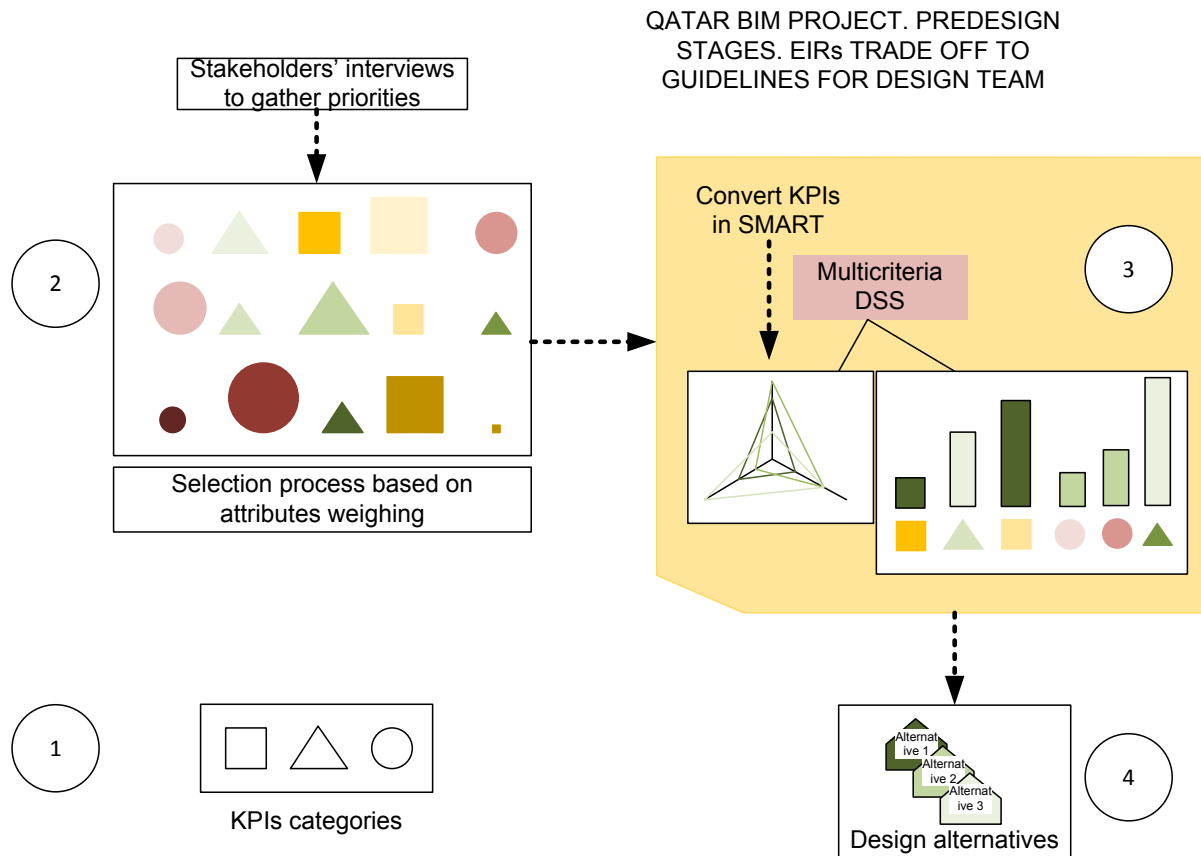 QATAR BIM PROJECT. PREDESIGN
STAGES. EIRs TRADE OFF TO
GUIDELINES FOR DESIGN TEAM
Stakeholders' interviews
to gather priorities
2
Selection process based on
attributes weighing
Convert KPIs
in SMART
3
Multicriteria
DSS
1
KPIs categories
Alternat
ive 1
Alternat
ive 2
Alternat
ive 3
Design alternatives
4